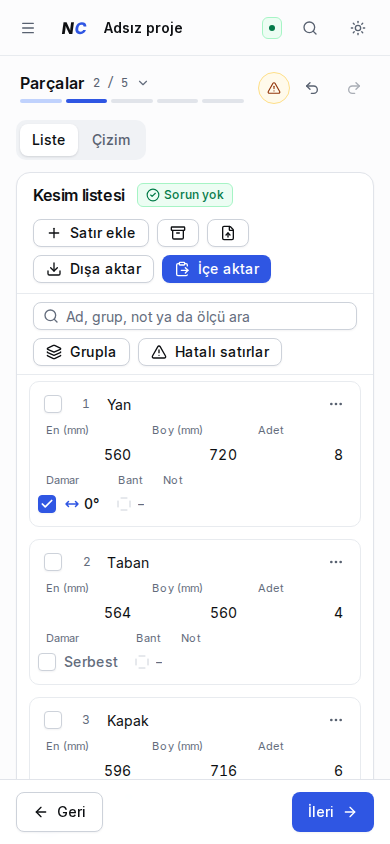 NC Adsız proje
Parçalar 2 / 5
Liste Çizim
Kesim listesi Sorun yok
Satır ekle
Dışa aktar İçe aktar
Ad, grup, not ya da ölçü ara
Grupla Hatalı satırlar
1 Yan
En (mm) Boy (mm) Adet
560 720 8
Damar Bant Not
0° –
2 Taban
En (mm) Boy (mm) Adet
564 560 4
Damar Bant Not
Serbest –
3 Kapak
En (mm) Boy (mm) Adet
596 716 6
Geri İleri